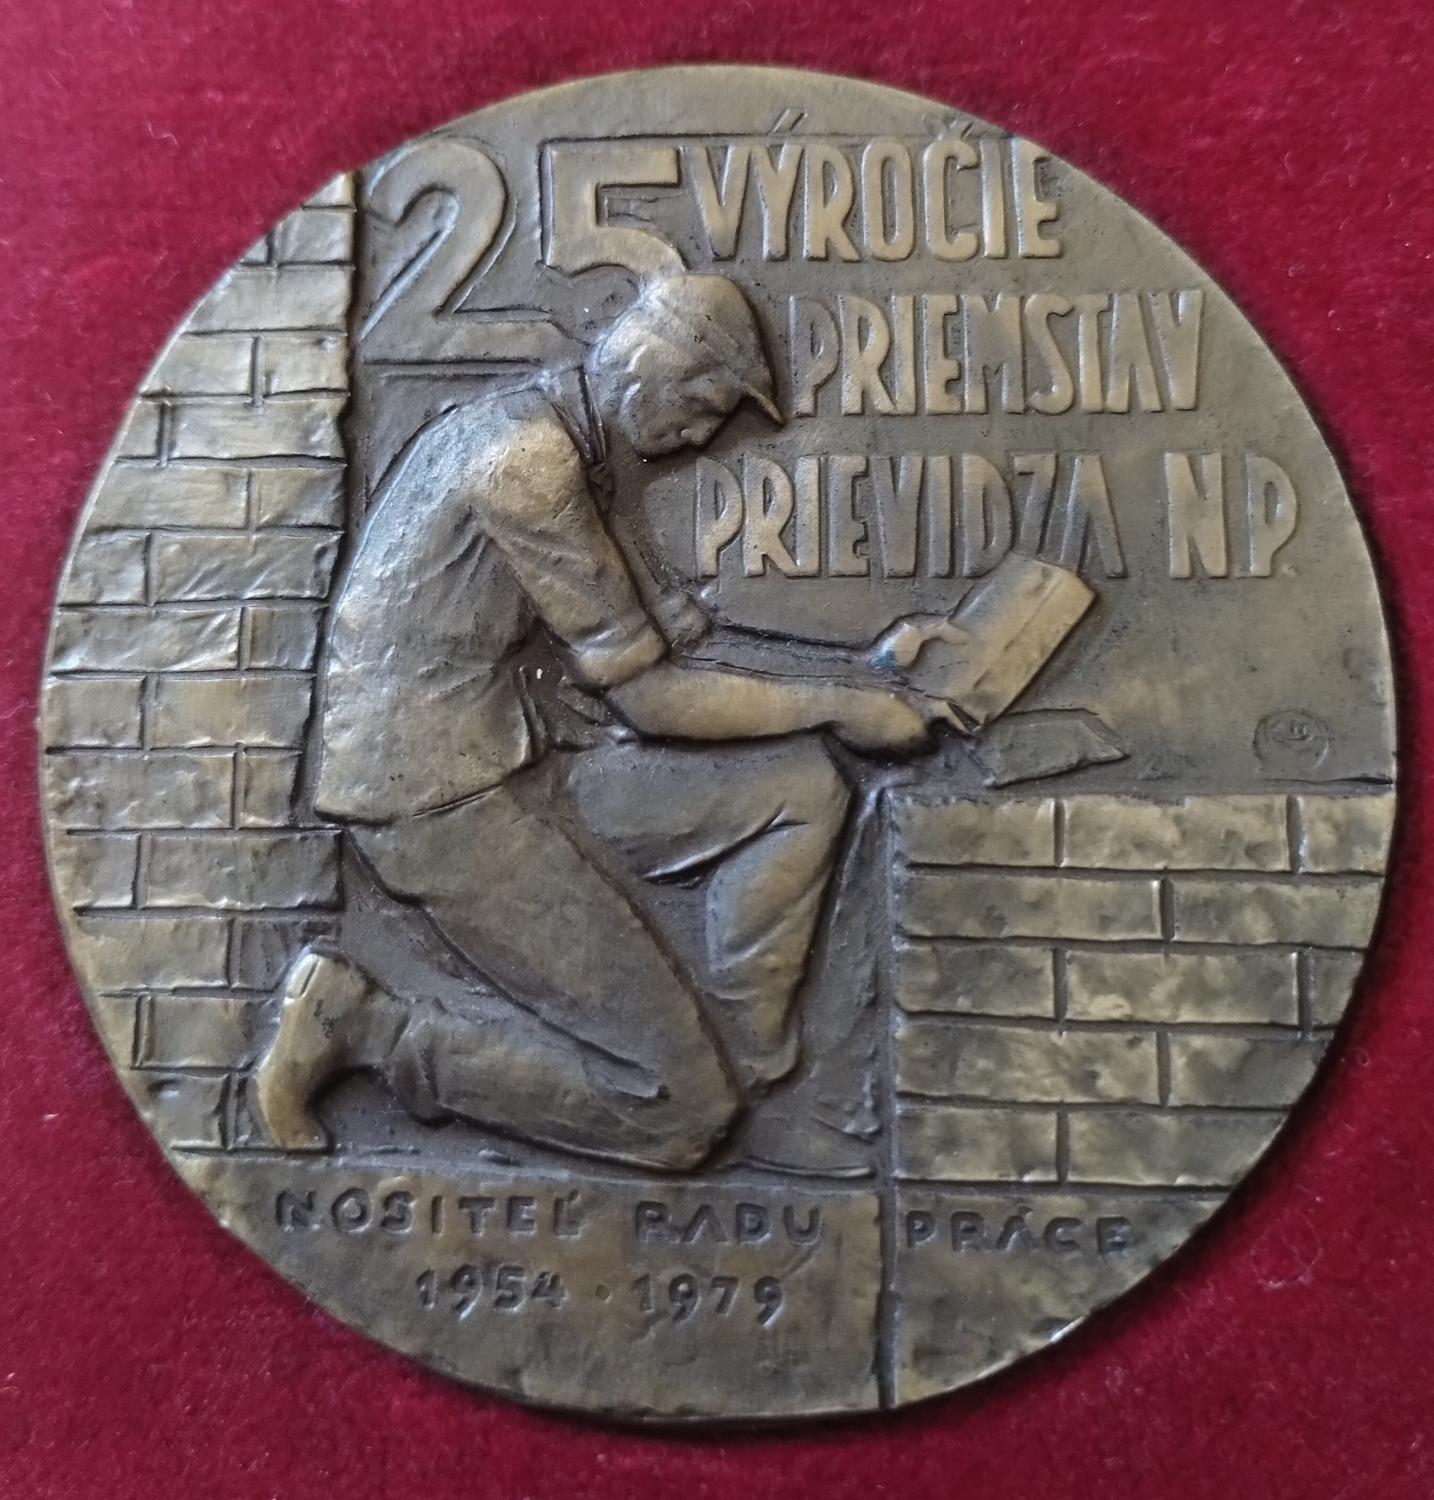 25 VÝROČIE
PRIEMSTAV
PRIEVIDZA N.P.
NOSITEĽ RADU PRÁCE
1954 · 1979